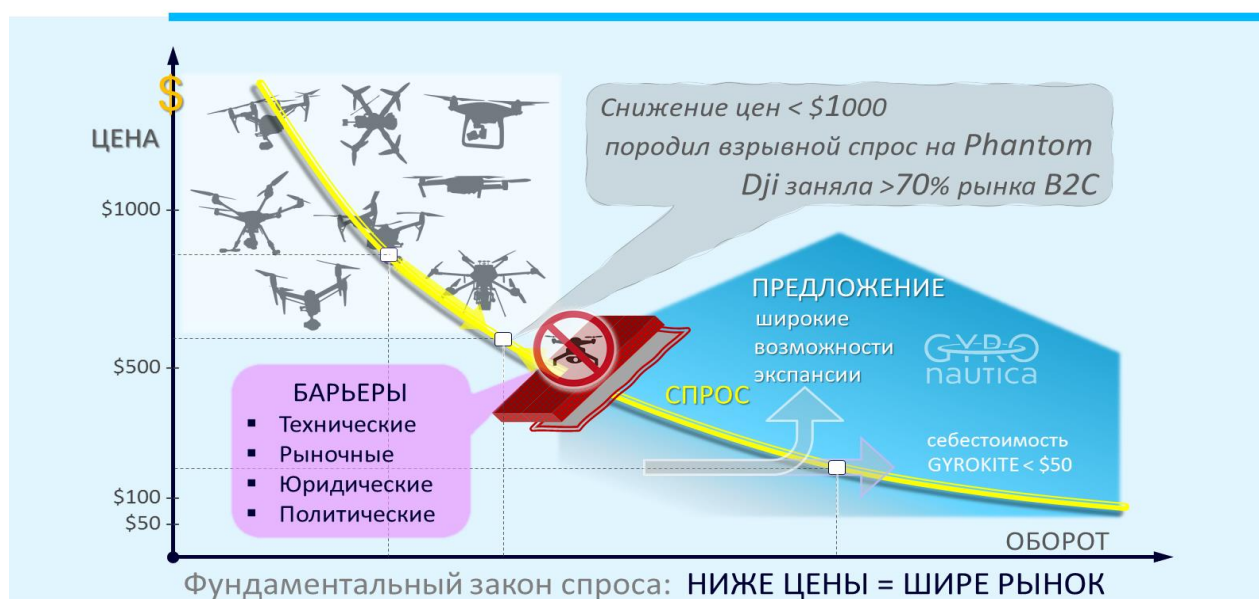 $
ЦЕНА
$1000
$500
$100
$50
Снижение цен < $1000
породил взрывной спрос на Phantom
Dji заняла >70% рынка B2C
ПРЕДЛОЖЕНИЕ
широкие
возможности
экспансии
GYRO
nautica
СПРОС
себестоимость
GYROKITE < $50
БАРЬЕРЫ
▪ Технические
▪ Рыночные
▪ Юридические
▪ Политические
ОБОРОТ
Фундаментальный закон спроса: НИЖЕ ЦЕНЫ = ШИРЕ РЫНОК